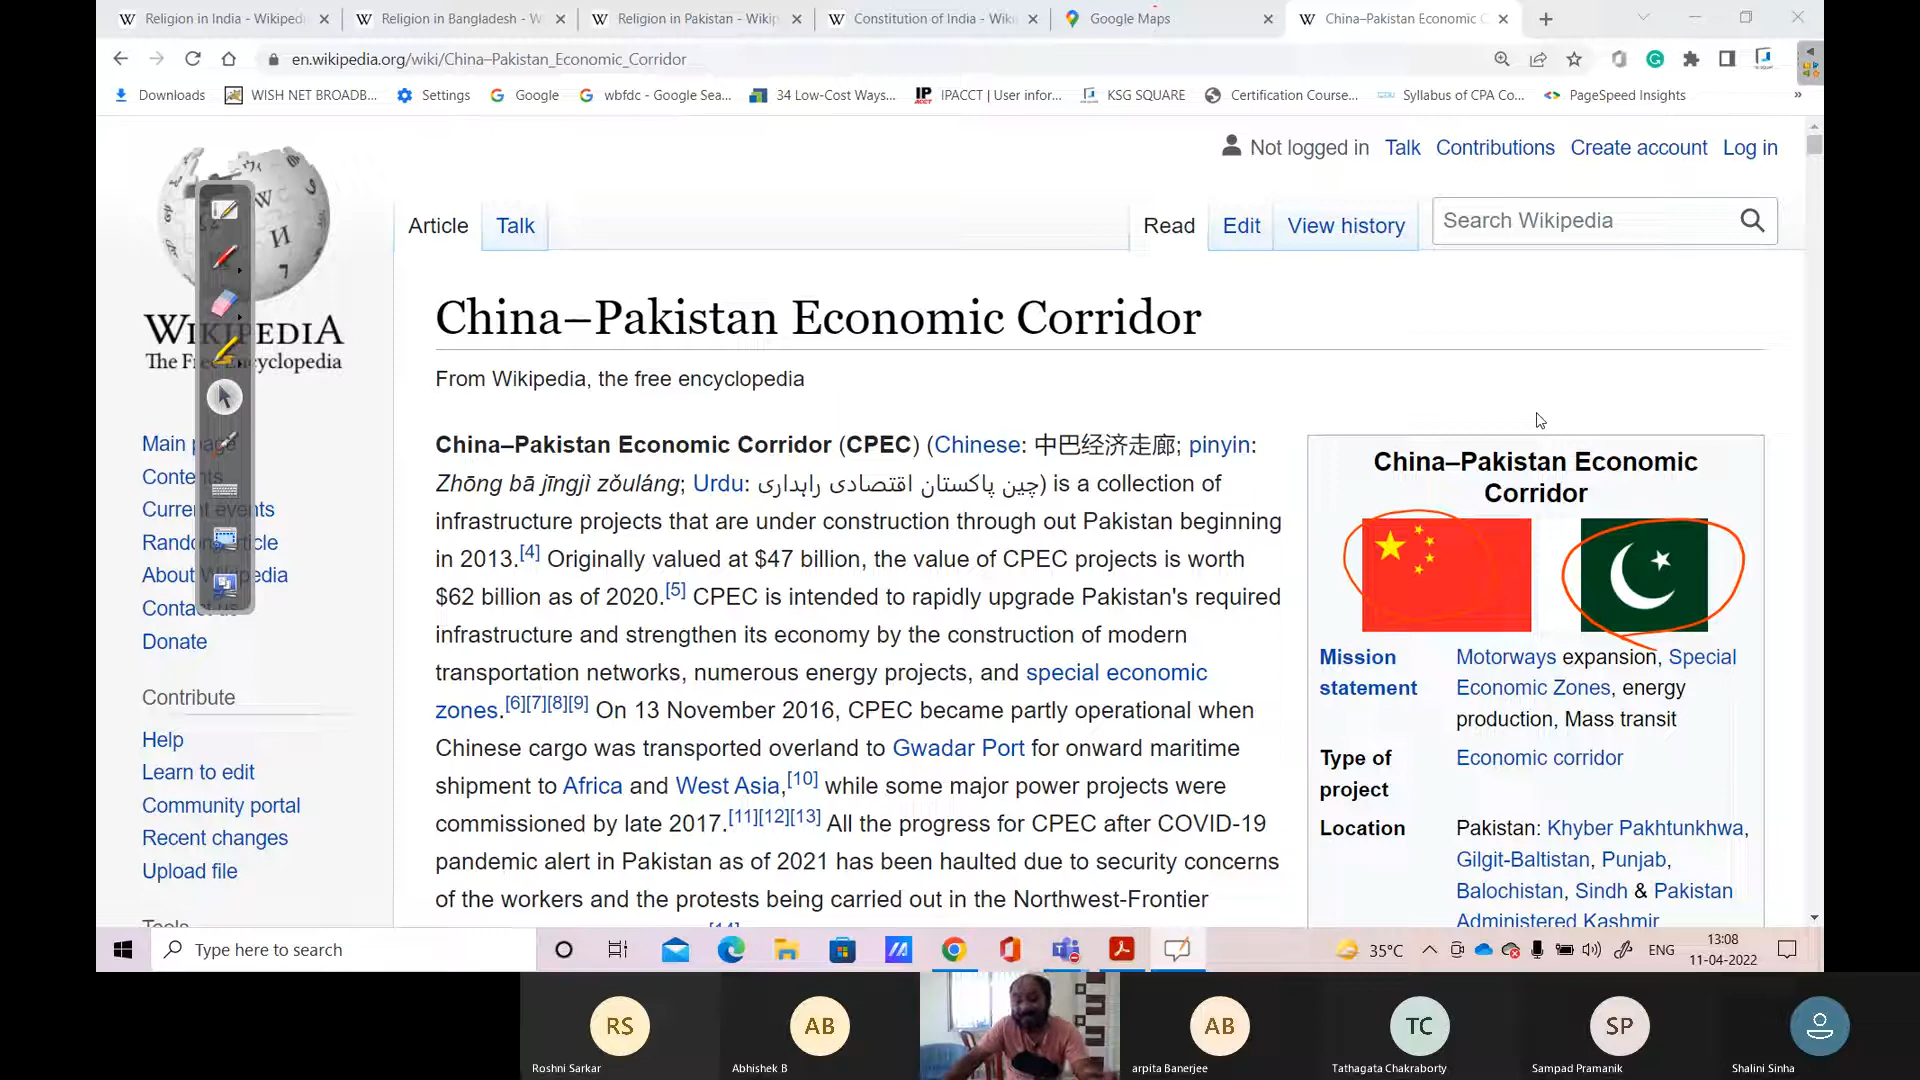 Religion in India - Wikipedi
Religion in Bangladesh - W
Religion in Pakistan - Wikip
Constitution of India - Wiki
Google Maps
China–Pakistan Economic C
en.wikipedia.org/wiki/China–Pakistan_Economic_Corridor
Downloads
WISH NET BROADB...
Settings
Google
wbfdc - Google Sea...
34 Low-Cost Ways...
IPACCT | User infor...
KSG SQUARE
Certification Course...
Syllabus of CPA Co...
PageSpeed Insights
»
Not logged in Talk Contributions Create account Log in
Article Talk
Read Edit View history
Search Wikipedia
WIKIPEDIA
The Free Encyclopedia
Main page
Contents
Current events
Random article
About Wikipedia
Contact us
Donate
Contribute
Help
Learn to edit
Community portal
Recent changes
Upload file
Tools
China–Pakistan Economic Corridor
From Wikipedia, the free encyclopedia
China–Pakistan Economic Corridor (CPEC) (Chinese: 中巴经济走廊; pinyin:
Zhōng bā jīngjì zǒuláng; Urdu: چین پاکستان اقتصادی راہداری) is a collection of
infrastructure projects that are under construction through out Pakistan beginning
in 2013.[4] Originally valued at $47 billion, the value of CPEC projects is worth
$62 billion as of 2020.[5] CPEC is intended to rapidly upgrade Pakistan's required
infrastructure and strengthen its economy by the construction of modern
transportation networks, numerous energy projects, and special economic
zones.[6][7][8][9] On 13 November 2016, CPEC became partly operational when
Chinese cargo was transported overland to Gwadar Port for onward maritime
shipment to Africa and West Asia,[10] while some major power projects were
commissioned by late 2017.[11][12][13] All the progress for CPEC after COVID-19
pandemic alert in Pakistan as of 2021 has been haulted due to security concerns
of the workers and the protests being carried out in the Northwest-Frontier
China–Pakistan Economic
Corridor
Mission statement
Motorways expansion, Special
Economic Zones, energy
production, Mass transit
Type of project
Economic corridor
Location
Pakistan: Khyber Pakhtunkhwa,
Gilgit-Baltistan, Punjab,
Balochistan, Sindh & Pakistan
Administered Kashmir
Type here to search
35°C
ENG
13:08
11-04-2022
RS
Roshni Sarkar
AB
Abhishek B
AB
arpita Banerjee
TC
Tathagata Chakraborty
SP
Sampad Pramanik
Shalini Sinha